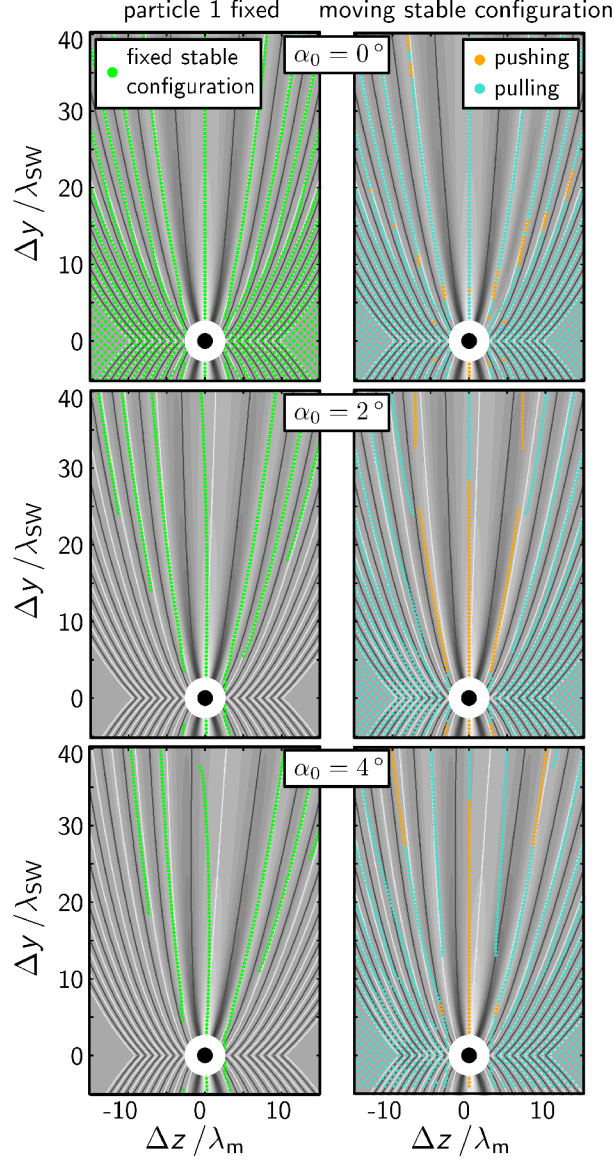 particle 1 fixed
moving stable configuration
α₀ = 0°
fixed stable
configuration
pushing
pulling
Δy / λSW
40
30
20
10
0
α₀ = 2°
Δy / λSW
40
30
20
10
0
α₀ = 4°
Δy / λSW
40
30
20
10
0
-10 0 10
-10 0 10
Δz / λm
Δz / λm